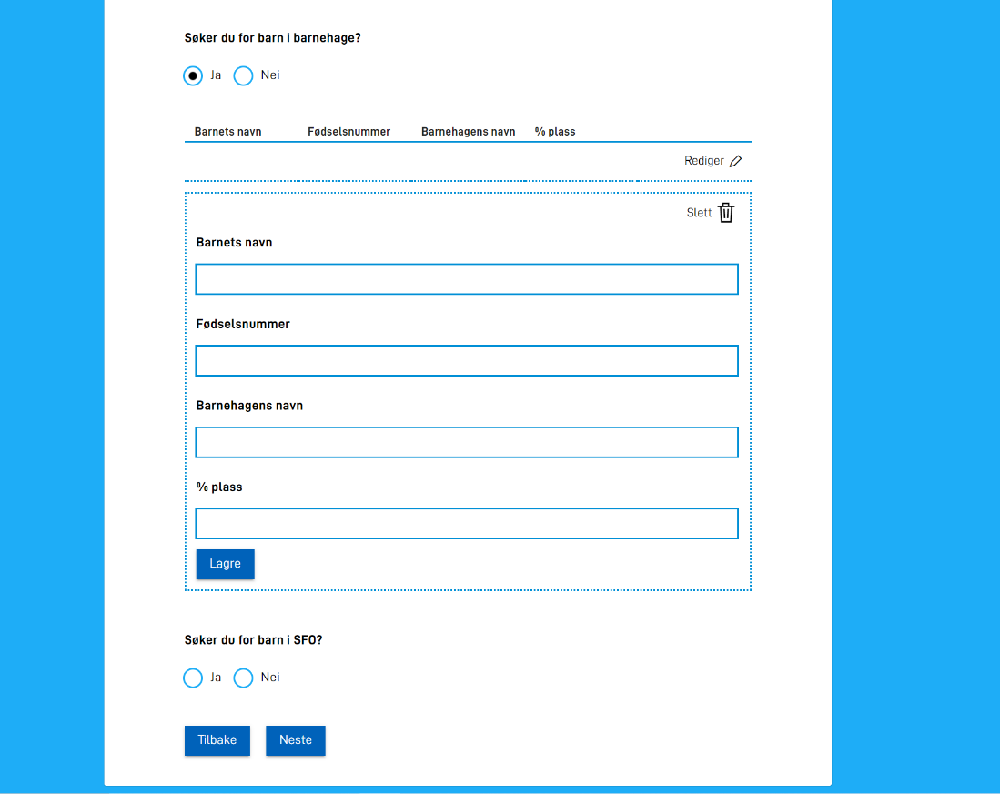 Søker du for barn i barnehage?
Ja Nei
Barnets navn Fødselsnummer Barnehagens navn % plass
Rediger
Slett
Barnets navn
Fødselsnummer
Barnehagens navn
% plass
Lagre
Søker du for barn i SFO?
Ja Nei
Tilbake Neste